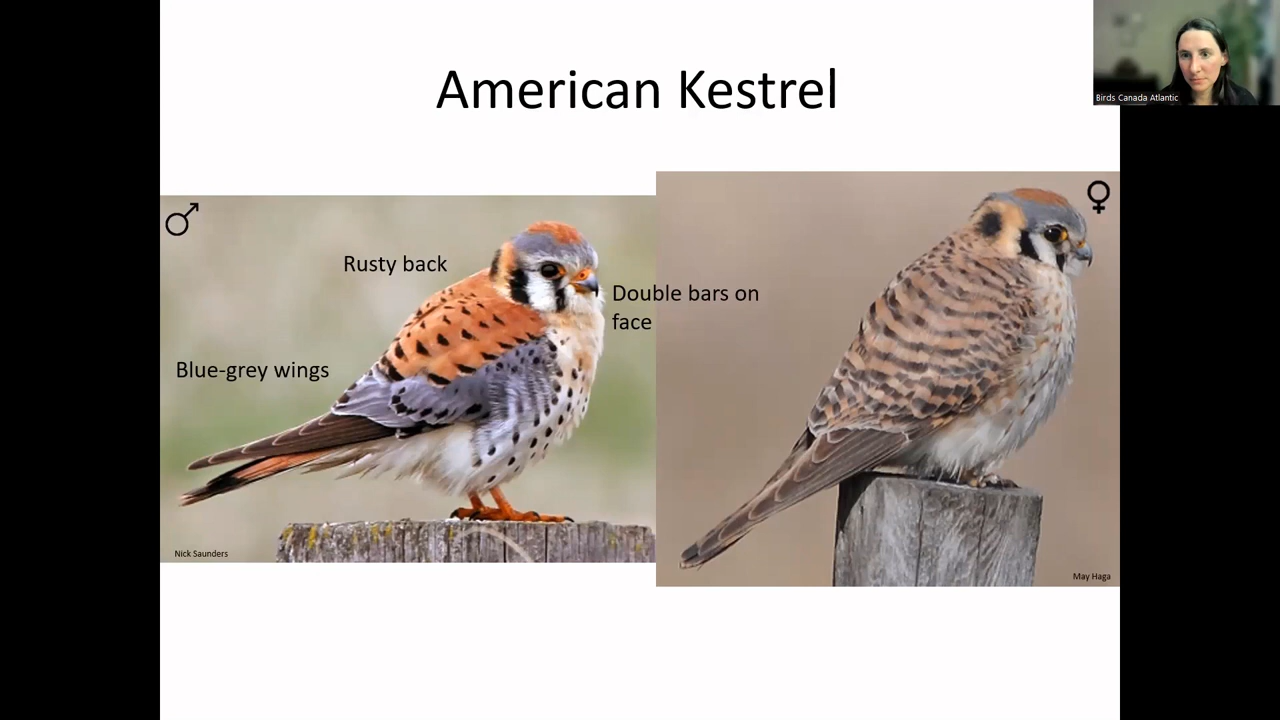 American Kestrel
Birds Canada Atlantic
Rusty back
Double bars on
face
Blue-grey wings
Nick Saunders
May Haga